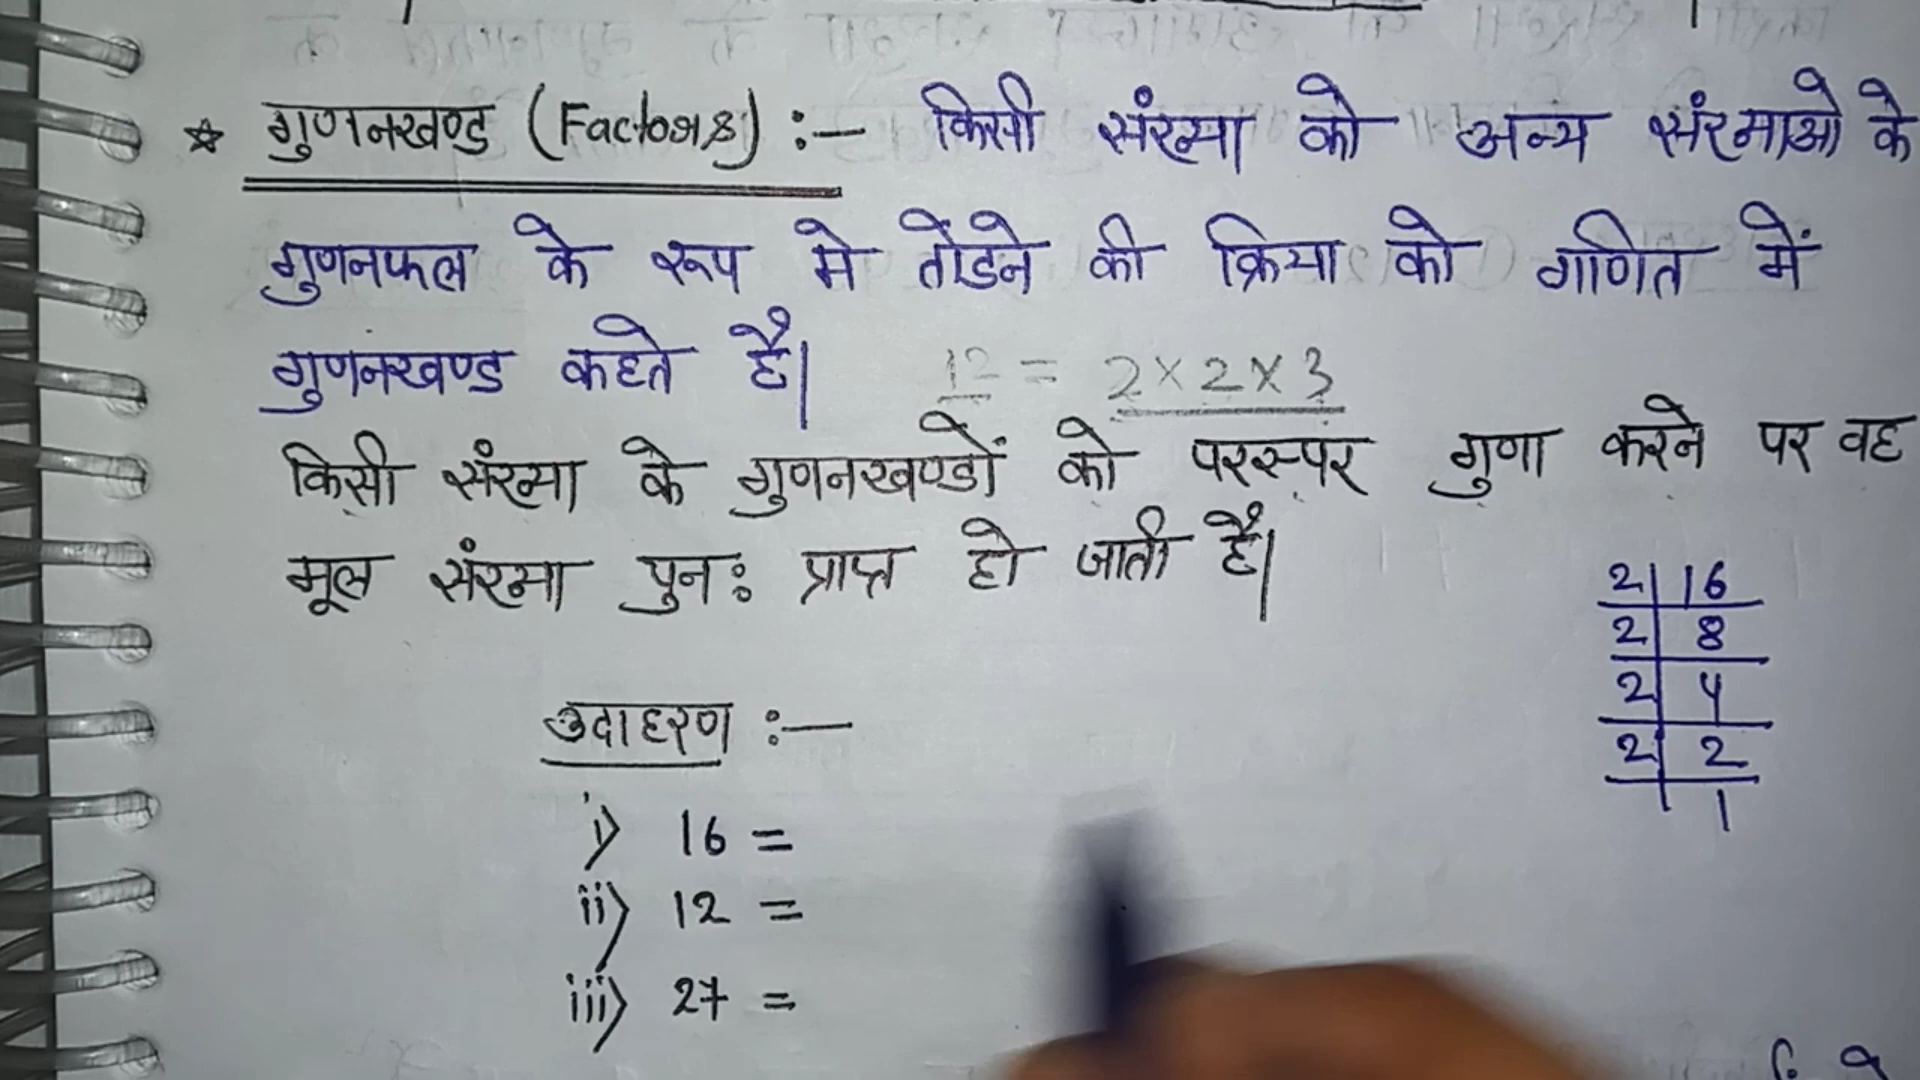 ☆ गुणनखण्ड (Factors) :— किसी संख्या को अन्य संख्याओ के
गुणनफल के रूप मे तोडने की क्रिया को गणित में
गुणनखण्ड कहते है।
12 = 2 × 2 × 3
किसी संख्या के गुणनखण्डों को परस्पर गुणा करने पर वह
मूल संख्या पुनः प्राप्त हो जाती है।
2 | 16
2 | 8
2 | 4
2 | 2
| 1
उदाहरण :—
i) 16 =
ii) 12 =
iii) 27 =